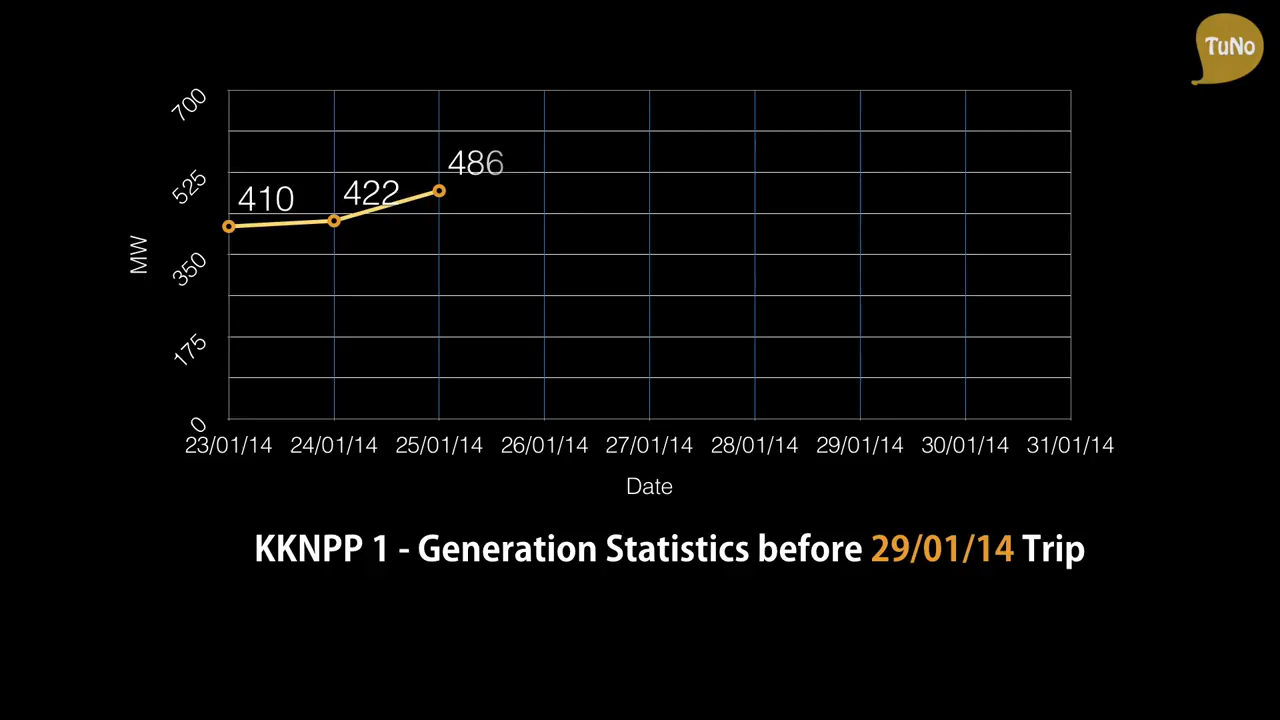 TuNo
700
525
350
175
0
MW
410
422
486
23/01/14 24/01/14 25/01/14 26/01/14 27/01/14 28/01/14 29/01/14 30/01/14 31/01/14
Date
KKNPP 1 - Generation Statistics before 29/01/14 Trip